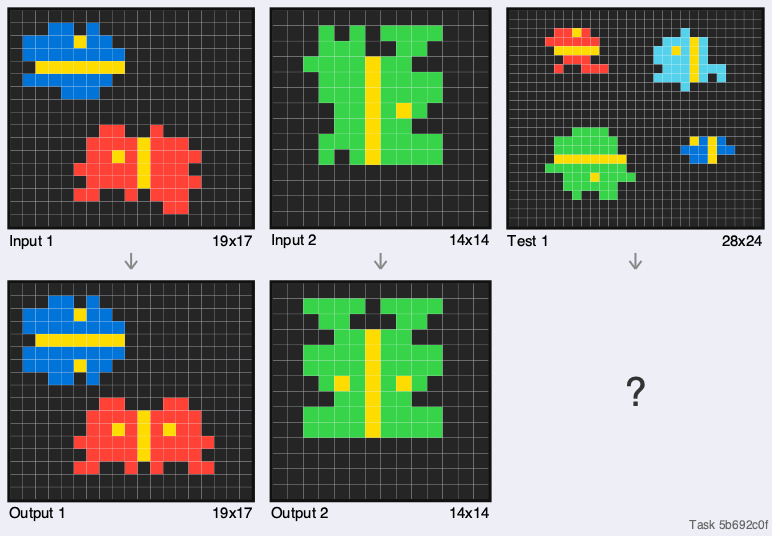 Input 1 19x17
Input 2 14x14
Test 1 28x24
Output 1 19x17
Output 2 14x14
?
Task 5b692c0f